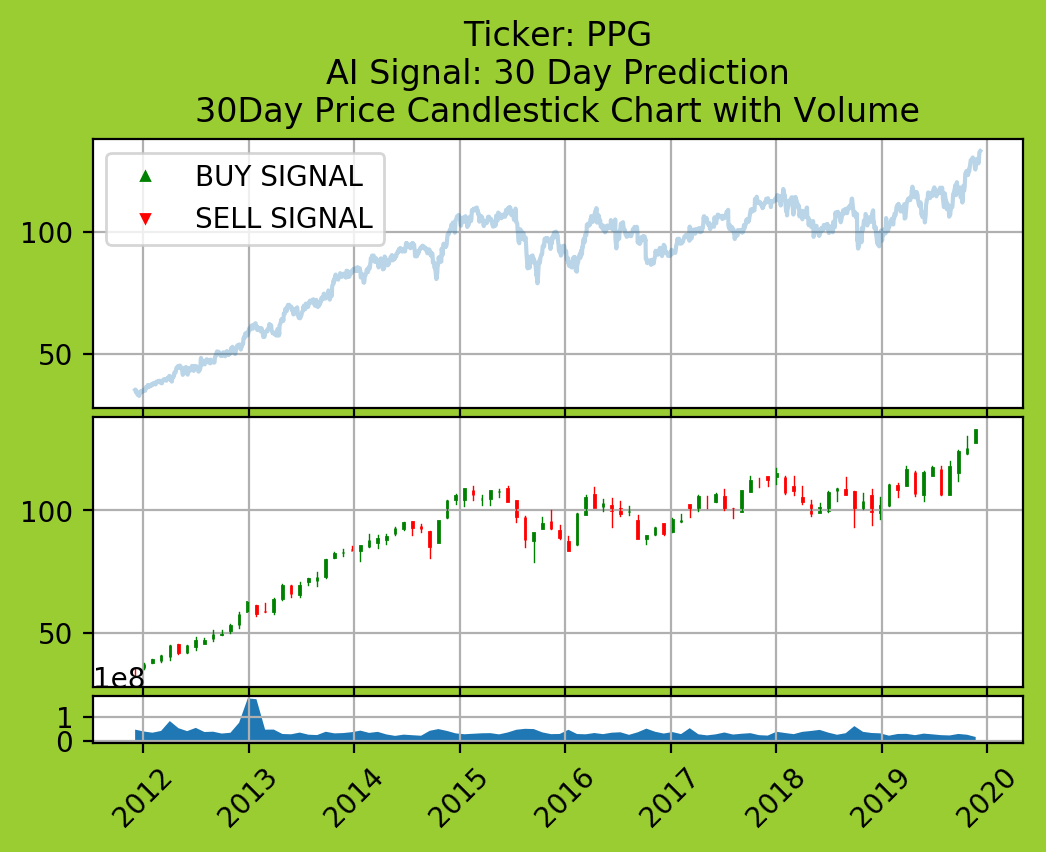 Ticker: PPG
AI Signal: 30 Day Prediction
30Day Price Candlestick Chart with Volume
BUY SIGNAL
SELL SIGNAL
100
50
100
50
1e8
1
0
2012 2013 2014 2015 2016 2017 2018 2019 2020